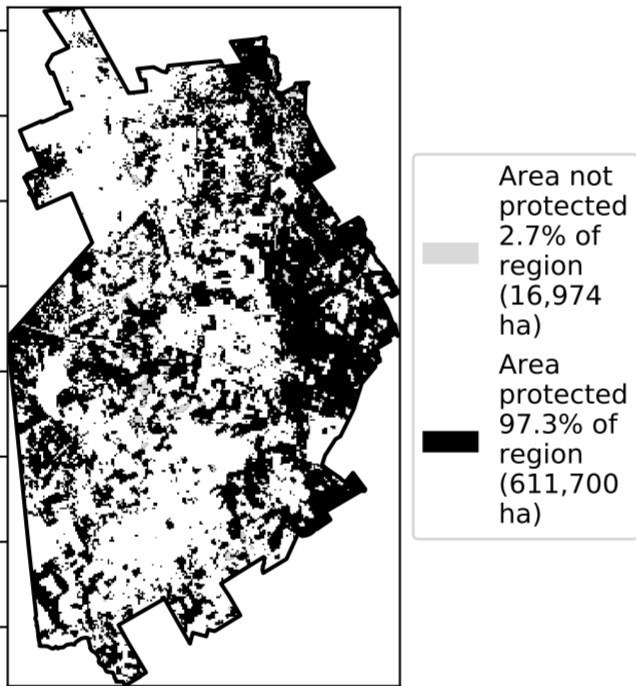 Area not
protected
2.7% of
region
(16,974
ha)
Area
protected
97.3% of
region
(611,700
ha)